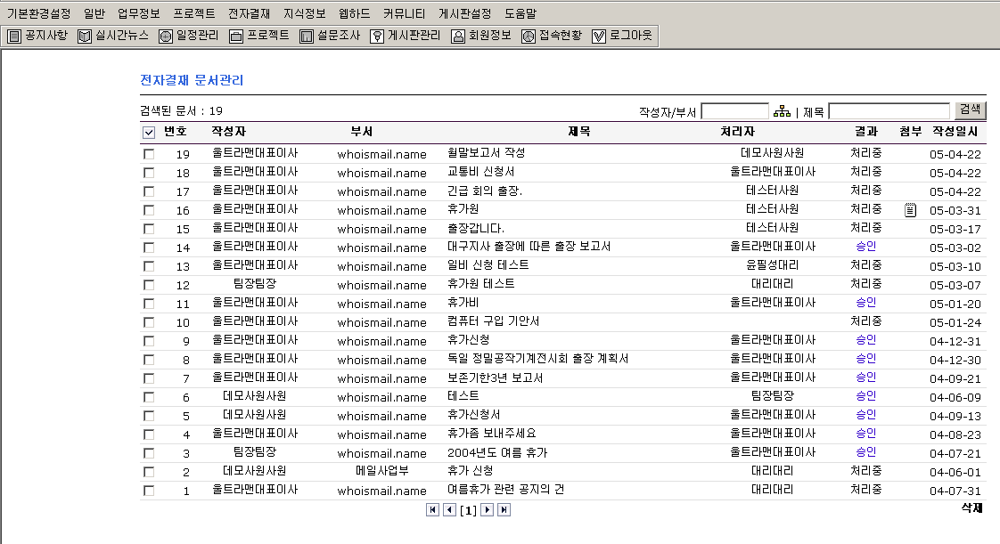 기본환경설정 일반 업무정보 프로젝트 전자결재 지식정보 웹하드 커뮤니티 게시판설정 도움말
공지사항 실시간뉴스 일정관리 프로젝트 설문조사 게시판관리 회원정보 접속현황 로그아웃
전자결재 문서관리
검색된 문서 : 19 작성자/부서 | 제목 검색
번호 작성자 부서 제목 처리자 결과 첨부 작성일시
19 울트라맨대표이사 whoismail.name 월말보고서 작성 데모사원사원 처리중 05-04-22
18 울트라맨대표이사 whoismail.name 교통비 신청서 울트라맨대표이사 처리중 05-04-22
17 울트라맨대표이사 whoismail.name 긴급 회의 출장. 테스터사원 처리중 05-04-22
16 울트라맨대표이사 whoismail.name 휴가원 테스터사원 처리중 05-03-31
15 울트라맨대표이사 whoismail.name 출장갑니다. 테스터사원 처리중 05-03-17
14 울트라맨대표이사 whoismail.name 대구지사 출장에 따른 출장 보고서 울트라맨대표이사 승인 05-03-02
13 울트라맨대표이사 whoismail.name 일비 신청 테스트 윤필성대리 처리중 05-03-10
12 팀장팀장 whoismail.name 휴가원 테스트 대리대리 처리중 05-03-07
11 울트라맨대표이사 whoismail.name 휴가비 울트라맨대표이사 승인 05-01-20
10 울트라맨대표이사 whoismail.name 컴퓨터 구입 기안서 처리중 05-01-24
9 울트라맨대표이사 whoismail.name 휴가신청 울트라맨대표이사 승인 04-12-31
8 울트라맨대표이사 whoismail.name 독일 정밀공작기계전시회 출장 계획서 울트라맨대표이사 승인 04-12-30
7 울트라맨대표이사 whoismail.name 보존기한3년 보고서 울트라맨대표이사 승인 04-09-21
6 데모사원사원 whoismail.name 테스트 팀장팀장 승인 04-06-09
5 데모사원사원 whoismail.name 휴가신청서 울트라맨대표이사 승인 04-09-13
4 울트라맨대표이사 whoismail.name 휴가좀 보내주세요 울트라맨대표이사 승인 04-08-23
3 팀장팀장 whoismail.name 2004년도 여름 휴가 울트라맨대표이사 승인 04-07-21
2 데모사원사원 메일사업부 휴가 신청 대리대리 처리중 04-06-01
1 울트라맨대표이사 whoismail.name 여름휴가 관련 공지의 건 대리대리 처리중 04-07-31
[1] 삭제